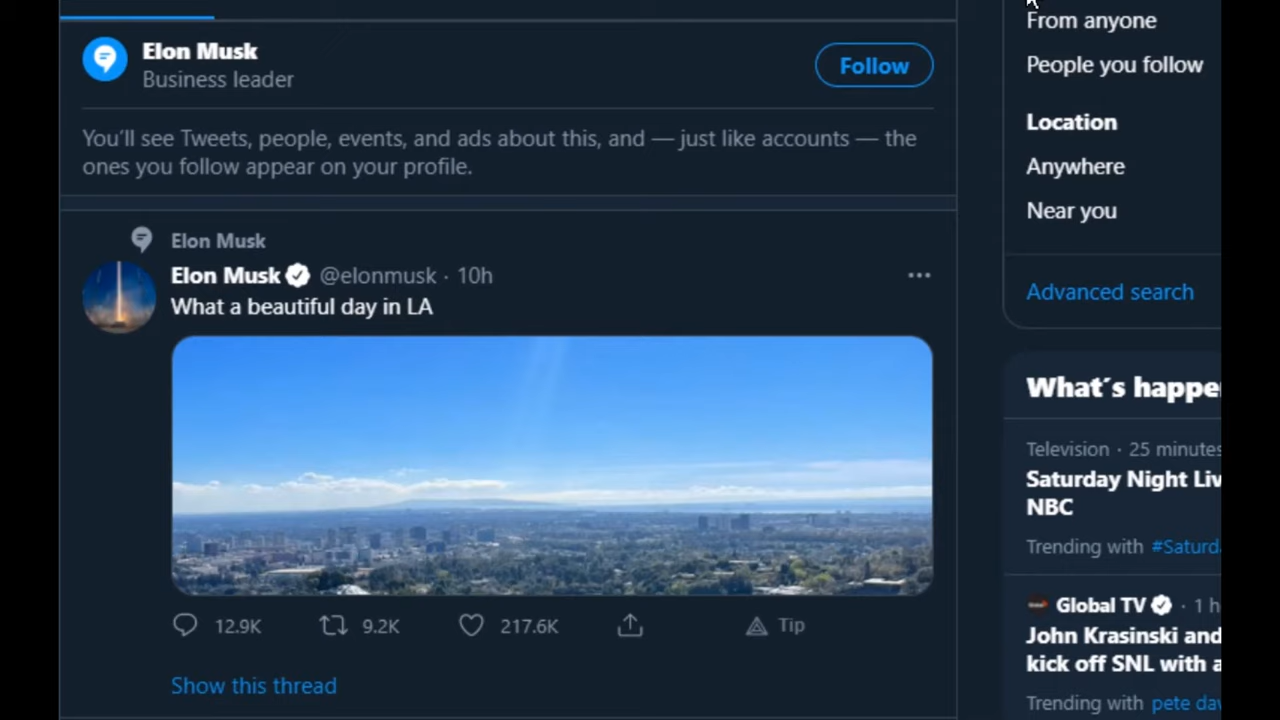 Elon Musk
Business leader
Follow
You'll see Tweets, people, events, and ads about this, and — just like accounts — the
ones you follow appear on your profile.
Elon Musk
Elon Musk @elonmusk · 10h
What a beautiful day in LA
12.9K 9.2K 217.6K Tip
Show this thread
From anyone
People you follow
Location
Anywhere
Near you
Advanced search
What´s happe
Television · 25 minutes
Saturday Night Liv
NBC
Trending with #Saturd
Global TV · 1 h
John Krasinski and
kick off SNL with a
Trending with pete dav